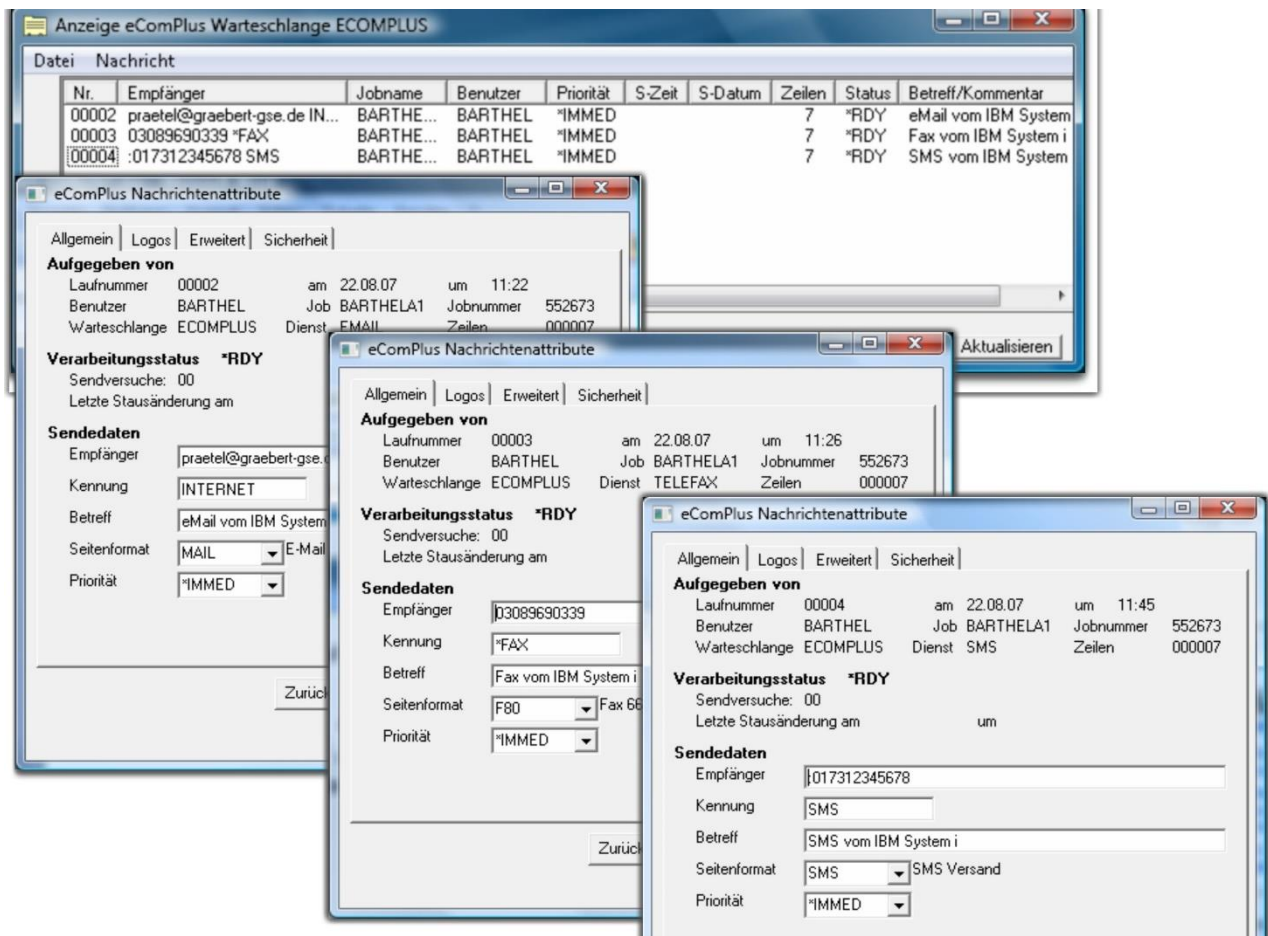 Anzeige eComPlus Warteschlange ECOMPLUS
Datei Nachricht
Nr. Empfänger Jobname Benutzer Priorität S-Zeit S-Datum Zeilen Status Betreff/Kommentar
00002 praetel@graebert-gse.de IN... BARTHE... BARTHEL *IMMED 7 *RDY eMail vom IBM System
00003 03089690339 *FAX BARTHE... BARTHEL *IMMED 7 *RDY Fax vom IBM System i
00004 :017312345678 SMS BARTHE... BARTHEL *IMMED 7 *RDY SMS vom IBM System
Aktualisieren
eComPlus Nachrichtenattribute
Allgemein Logos Erweitert Sicherheit
Aufgegeben von
Laufnummer 00002 am 22.08.07 um 11:22
Benutzer BARTHEL Job BARTHELA1 Jobnummer 552673
Warteschlange ECOMPLUS Dienst EMAIL Zeilen 000007
Verarbeitungsstatus *RDY
Sendversuche: 00
Letzte Stausänderung am
Sendedaten
Empfänger praetel@graebert-gse.
Kennung INTERNET
Betreff eMail vom IBM System
Seitenformat MAIL E-Mail
Priorität *IMMED
Zurück
eComPlus Nachrichtenattribute
Allgemein Logos Erweitert Sicherheit
Aufgegeben von
Laufnummer 00003 am 22.08.07 um 11:26
Benutzer BARTHEL Job BARTHELA1 Jobnummer 552673
Warteschlange ECOMPLUS Dienst TELEFAX Zeilen 000007
Verarbeitungsstatus *RDY
Sendversuche: 00
Letzte Stausänderung am
Sendedaten
Empfänger 03089690339
Kennung *FAX
Betreff Fax vom IBM System i
Seitenformat F80 Fax 66
Priorität *IMMED
Zurück
eComPlus Nachrichtenattribute
Allgemein Logos Erweitert Sicherheit
Aufgegeben von
Laufnummer 00004 am 22.08.07 um 11:45
Benutzer BARTHEL Job BARTHELA1 Jobnummer 552673
Warteschlange ECOMPLUS Dienst SMS Zeilen 000007
Verarbeitungsstatus *RDY
Sendversuche: 00
Letzte Stausänderung am um
Sendedaten
Empfänger :017312345678
Kennung SMS
Betreff SMS vom IBM System i
Seitenformat SMS SMS Versand
Priorität *IMMED